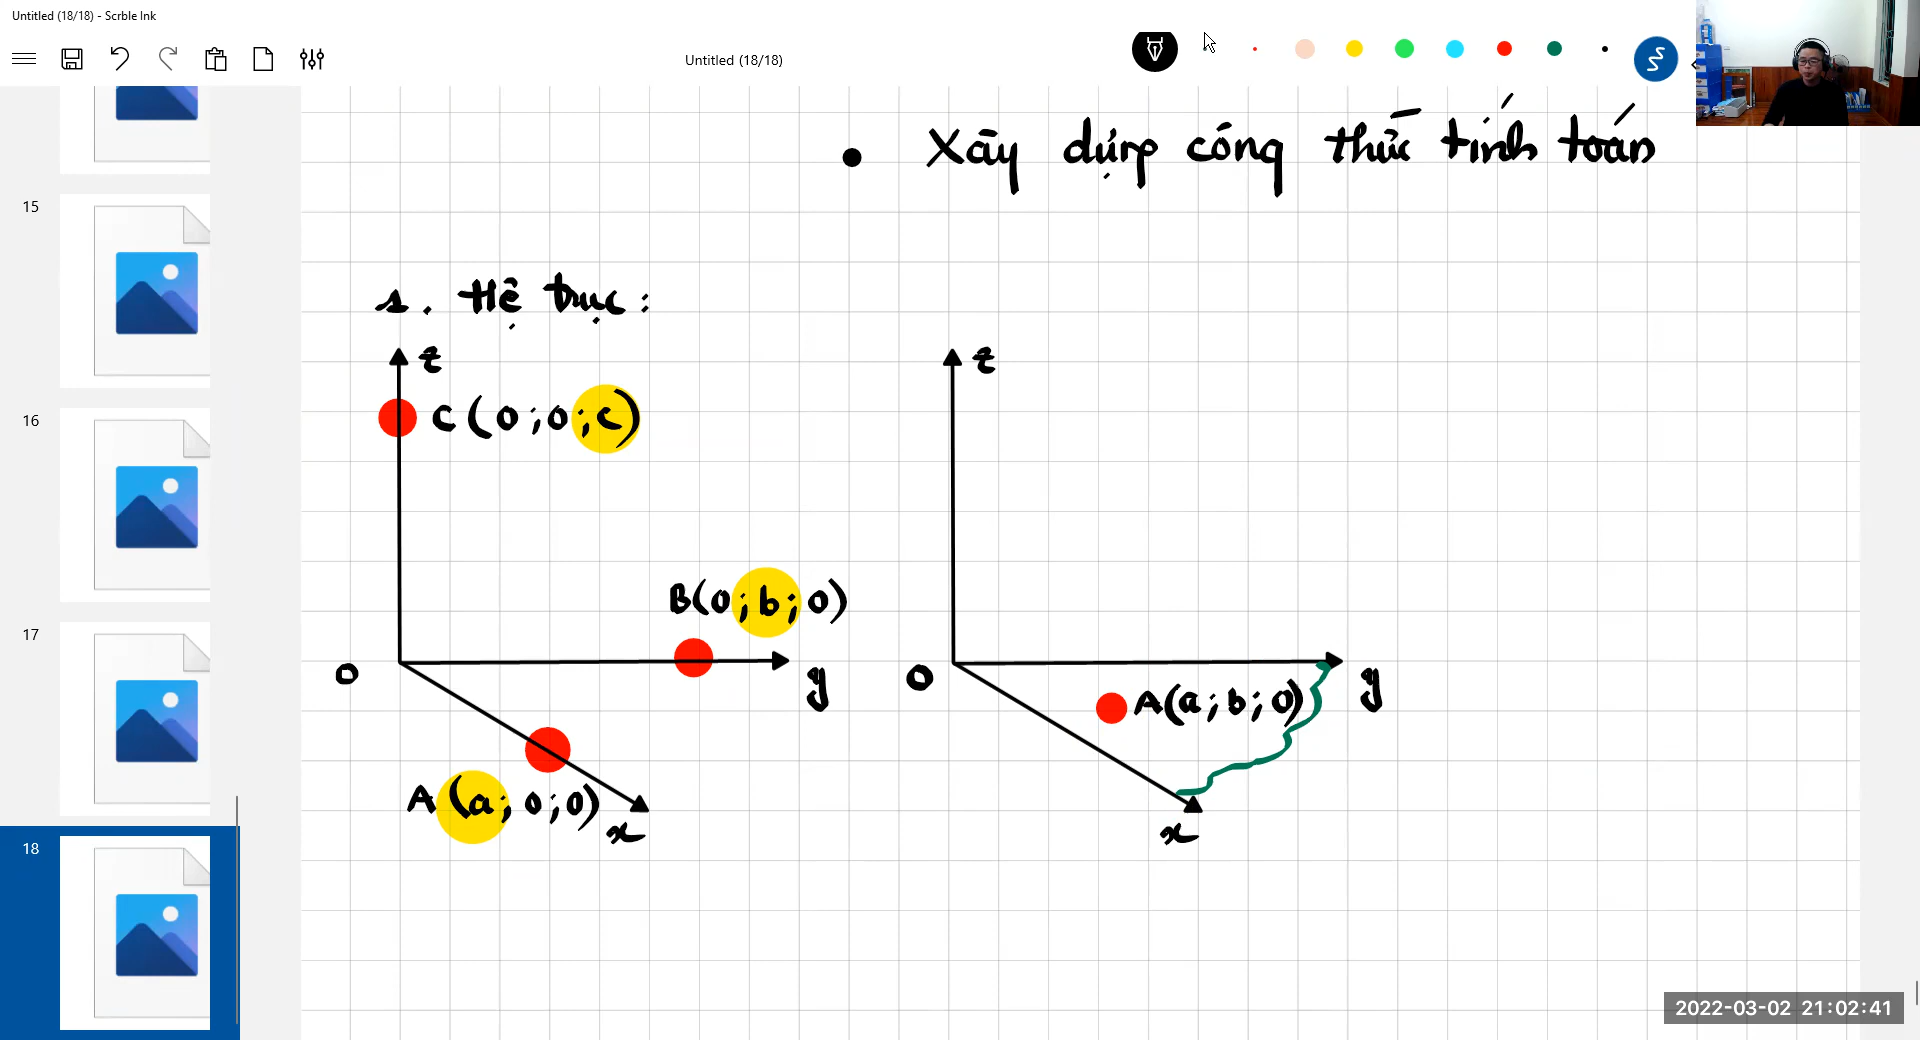 Untitled (18/18) - Scrble Ink
Untitled (18/18)
• Xây dựng công thức tính toán
1. Hệ trục:
z
C(0;0;c)
B(0;b;0)
O
y
A(a;0;0)
x
z
O
A(a;b;0)
y
x
15
16
17
18
2022-03-02 21:02:41